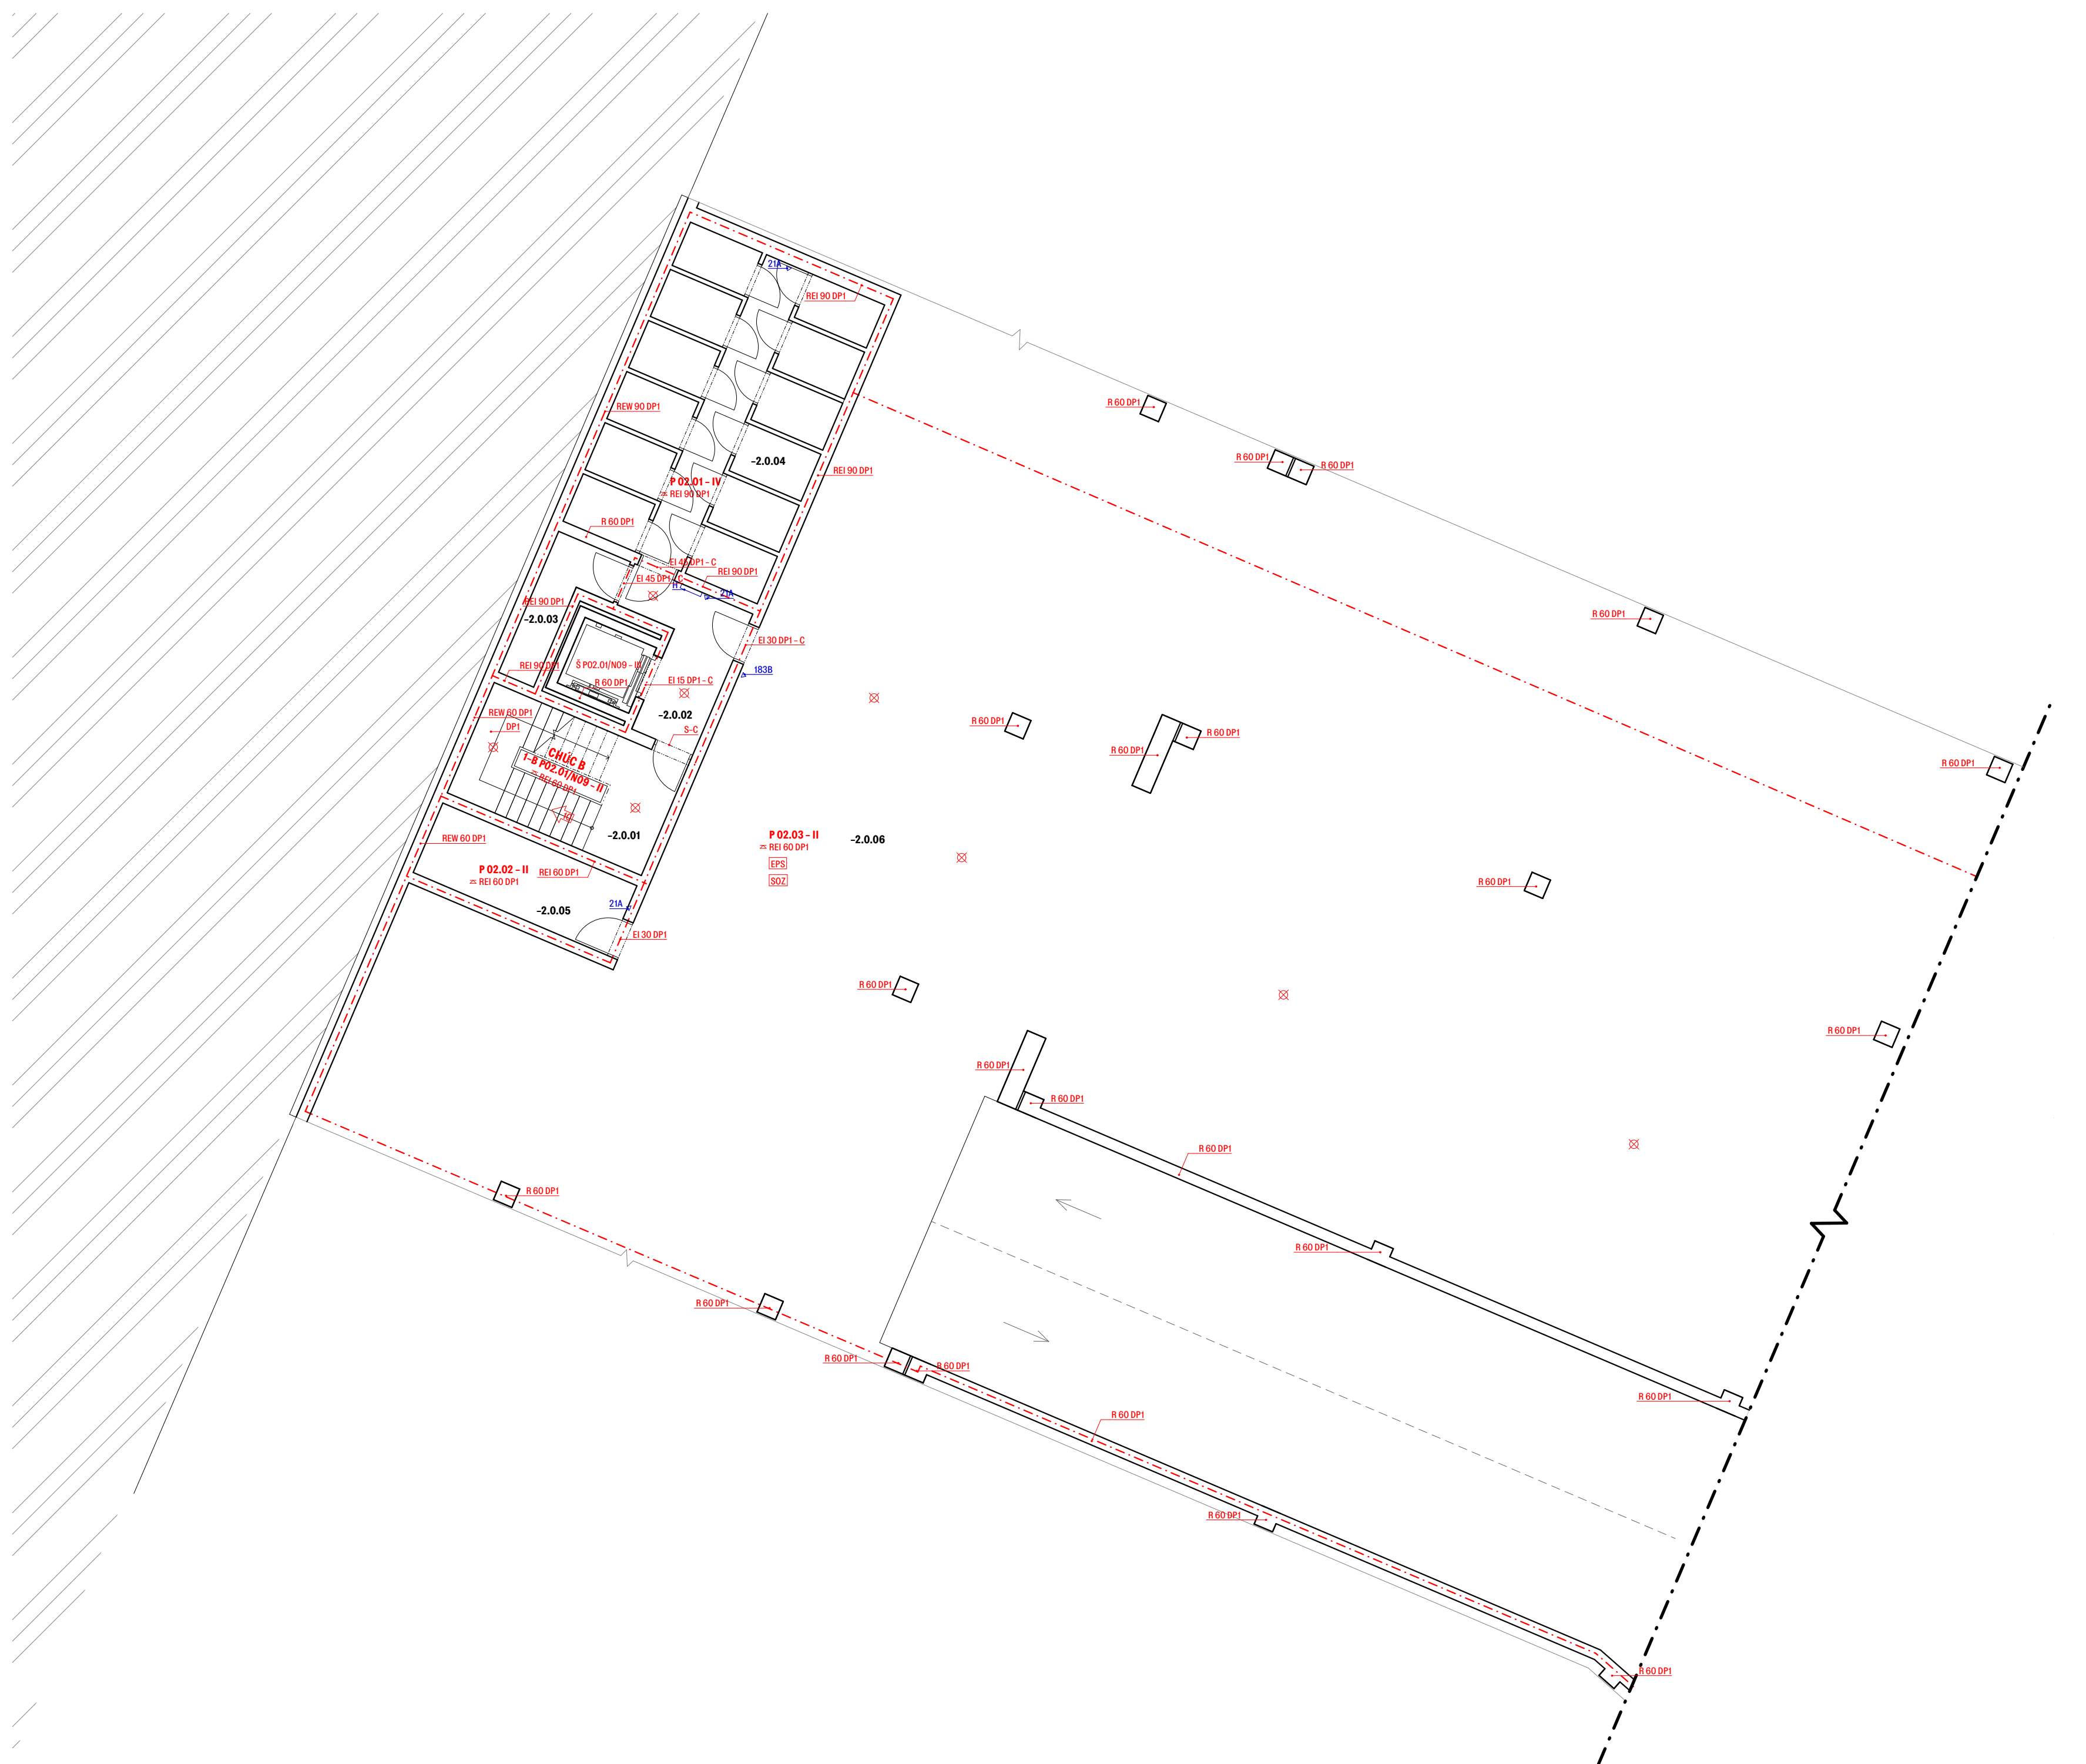 21A
REI 90 DP1
REW 90 DP1
R 60 DP1
R 60 DP1
R 60 DP1
-2.0.04
REI 90 DP1
P 02.01 - IV
≍ REI 90 DP1
R 60 DP1
EI 45 DP1 - C
REI 90 DP1
EI 45 DP1 - C
H
21A
REI 90 DP1
-2.0.03
R 60 DP1
EI 30 DP1 - C
Š P02.01/N09 - II
REI 90 DP1
183B
R 60 DP1
EI 15 DP1 - C
REW 60 DP1
-2.0.02
R 60 DP1
DP1
S-C
R 60 DP1
R 60 DP1
CHÚC B
1-B P02.01/N09 - II
≍ REI 60 DP1
R 60 DP1
-2.0.01
P 02.03 - II
-2.0.06
REW 60 DP1
≍ REI 60 DP1
EPS
P 02.02 - II
REI 60 DP1
SOZ
≍ REI 60 DP1
R 60 DP1
21A
-2.0.05
EI 30 DP1
R 60 DP1
R 60 DP1
R 60 DP1
R 60 DP1
R 60 DP1
R 60 DP1
R 60 DP1
R 60 DP1
R 60 DP1
R 60 DP1
R 60 DP1
R 60 DP1
R 60 DP1
R 60 DP1